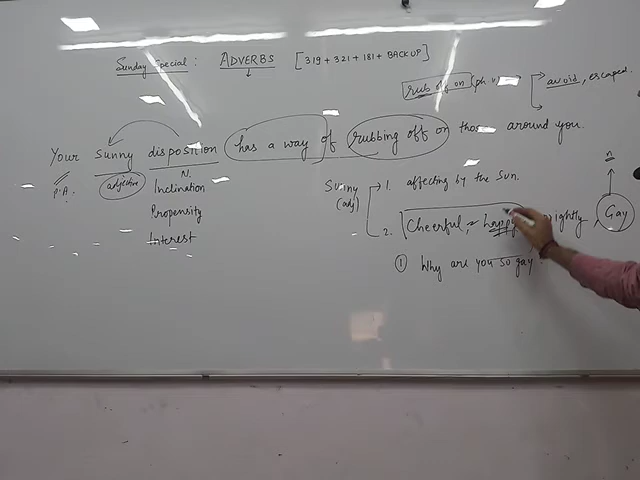 Sunday Special : ADVERBS [319 + 321 + 181 + BACKUP]
rub off on (ph.v) avoid, escaped.
Your sunny disposition has a way of rubbing off on those around you.
P.A. adjective N.
Inclination
Propensity
Interest
Sunny (adj)
1. affecting by the Sun.
2. Cheerful, happy
n
Gay
① Why are you so gay?